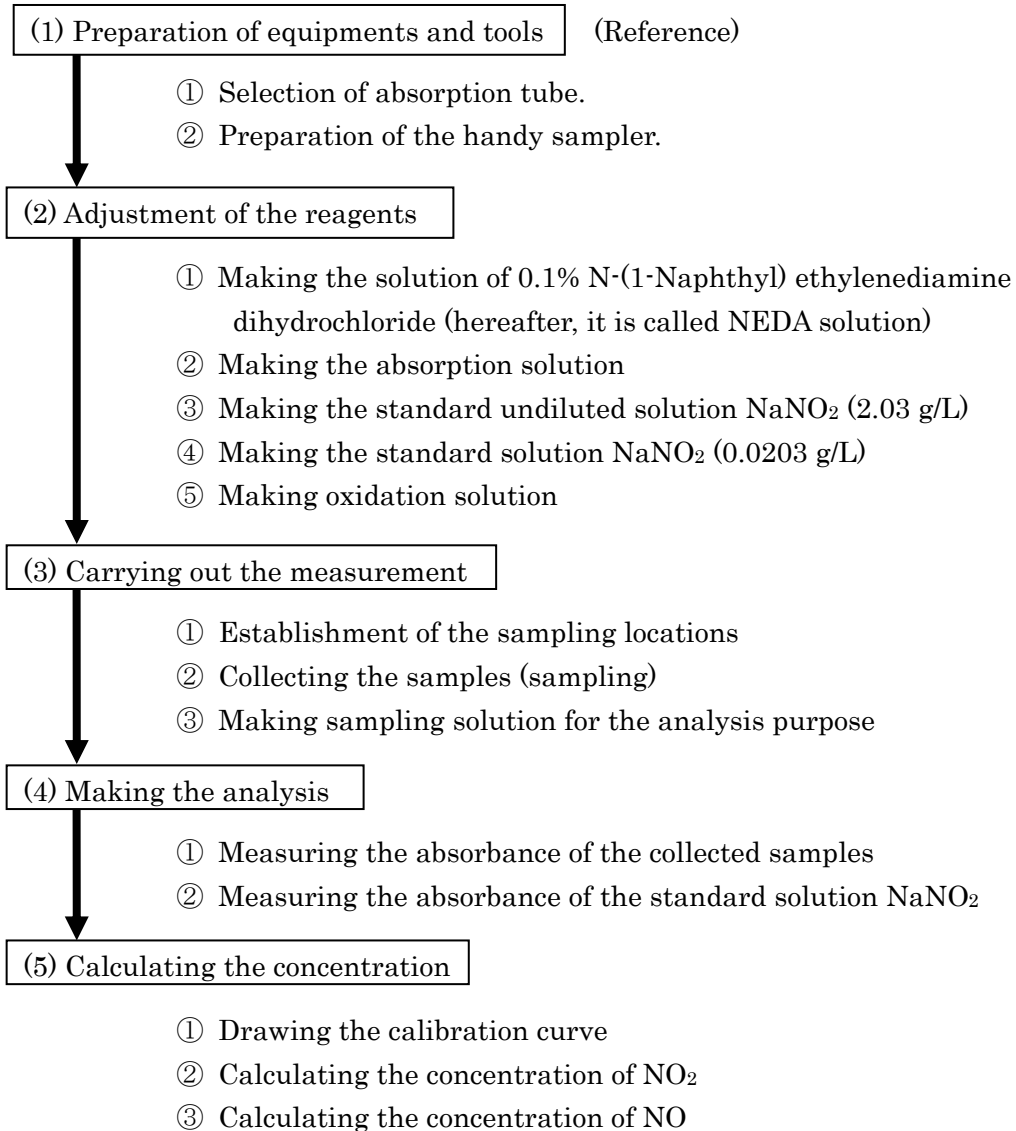 (1) Preparation of equipments and tools (Reference)
① Selection of absorption tube.
② Preparation of the handy sampler.
(2) Adjustment of the reagents
① Making the solution of 0.1% N-(1-Naphthyl) ethylenediamine
dihydrochloride (hereafter, it is called NEDA solution)
② Making the absorption solution
③ Making the standard undiluted solution NaNO₂ (2.03 g/L)
④ Making the standard solution NaNO₂ (0.0203 g/L)
⑤ Making oxidation solution
(3) Carrying out the measurement
① Establishment of the sampling locations
② Collecting the samples (sampling)
③ Making sampling solution for the analysis purpose
(4) Making the analysis
① Measuring the absorbance of the collected samples
② Measuring the absorbance of the standard solution NaNO₂
(5) Calculating the concentration
① Drawing the calibration curve
② Calculating the concentration of NO₂
③ Calculating the concentration of NO